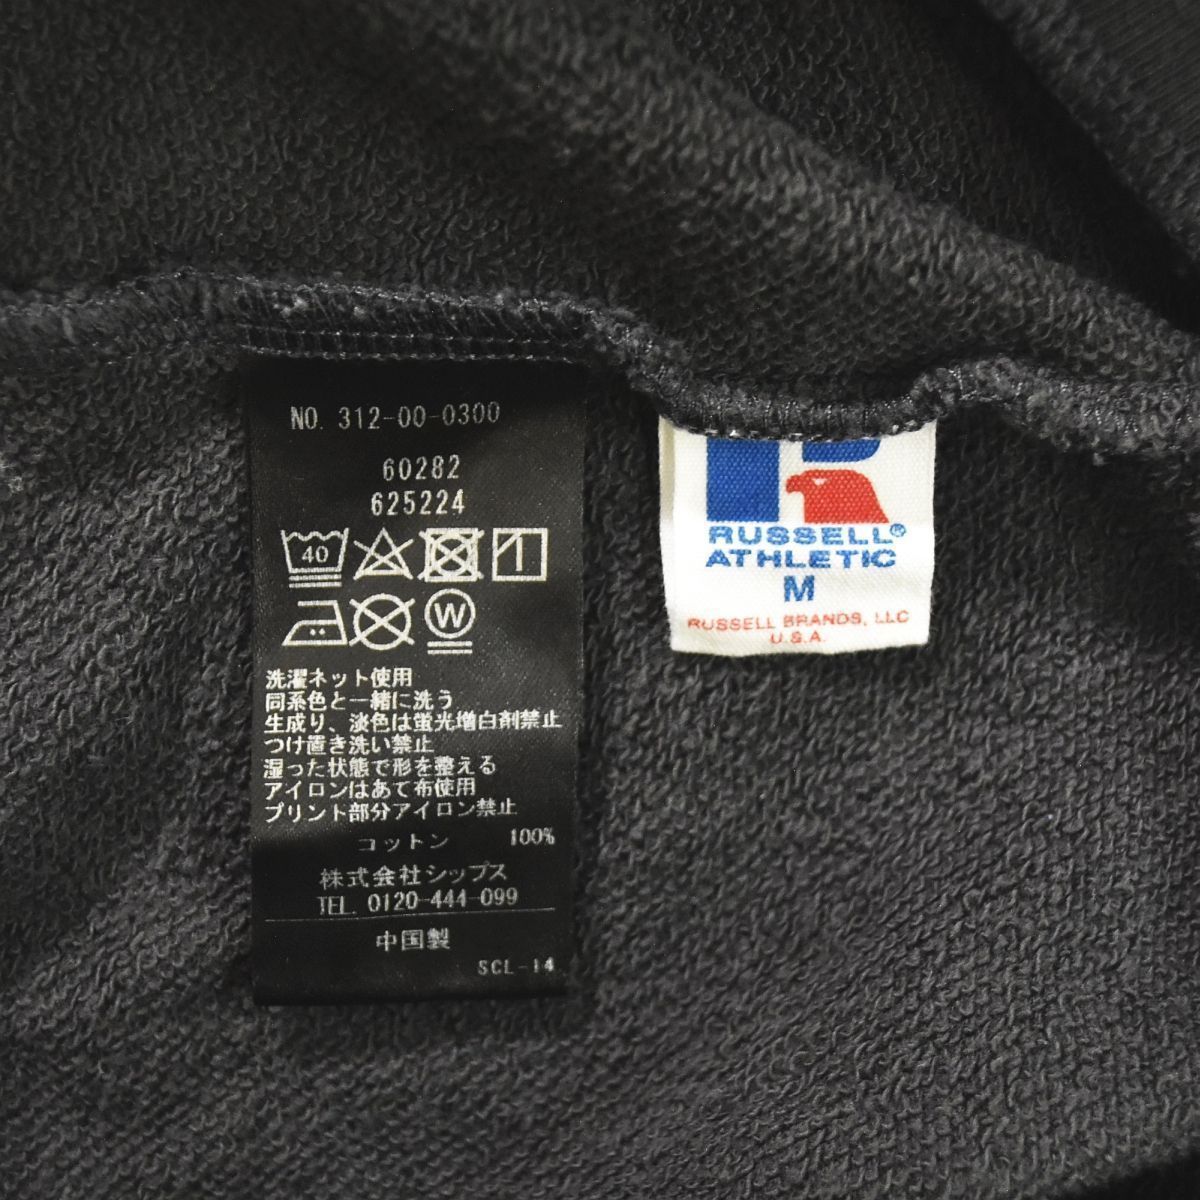 NO. 312-00-0300
60282
625224
40
W
洗濯ネット使用
同系色と一緒に洗う
生成り、淡色は蛍光増白剤禁止
つけ置き洗い禁止
湿った状態で形を整える
アイロンはあて布使用
プリント部分アイロン禁止
コットン 100%
株式会社シップス
TEL. 0120-444-099
中国製
SCL-14
RUSSELL®
ATHLETIC
M
RUSSELL BRANDS, LLC
U.S.A.